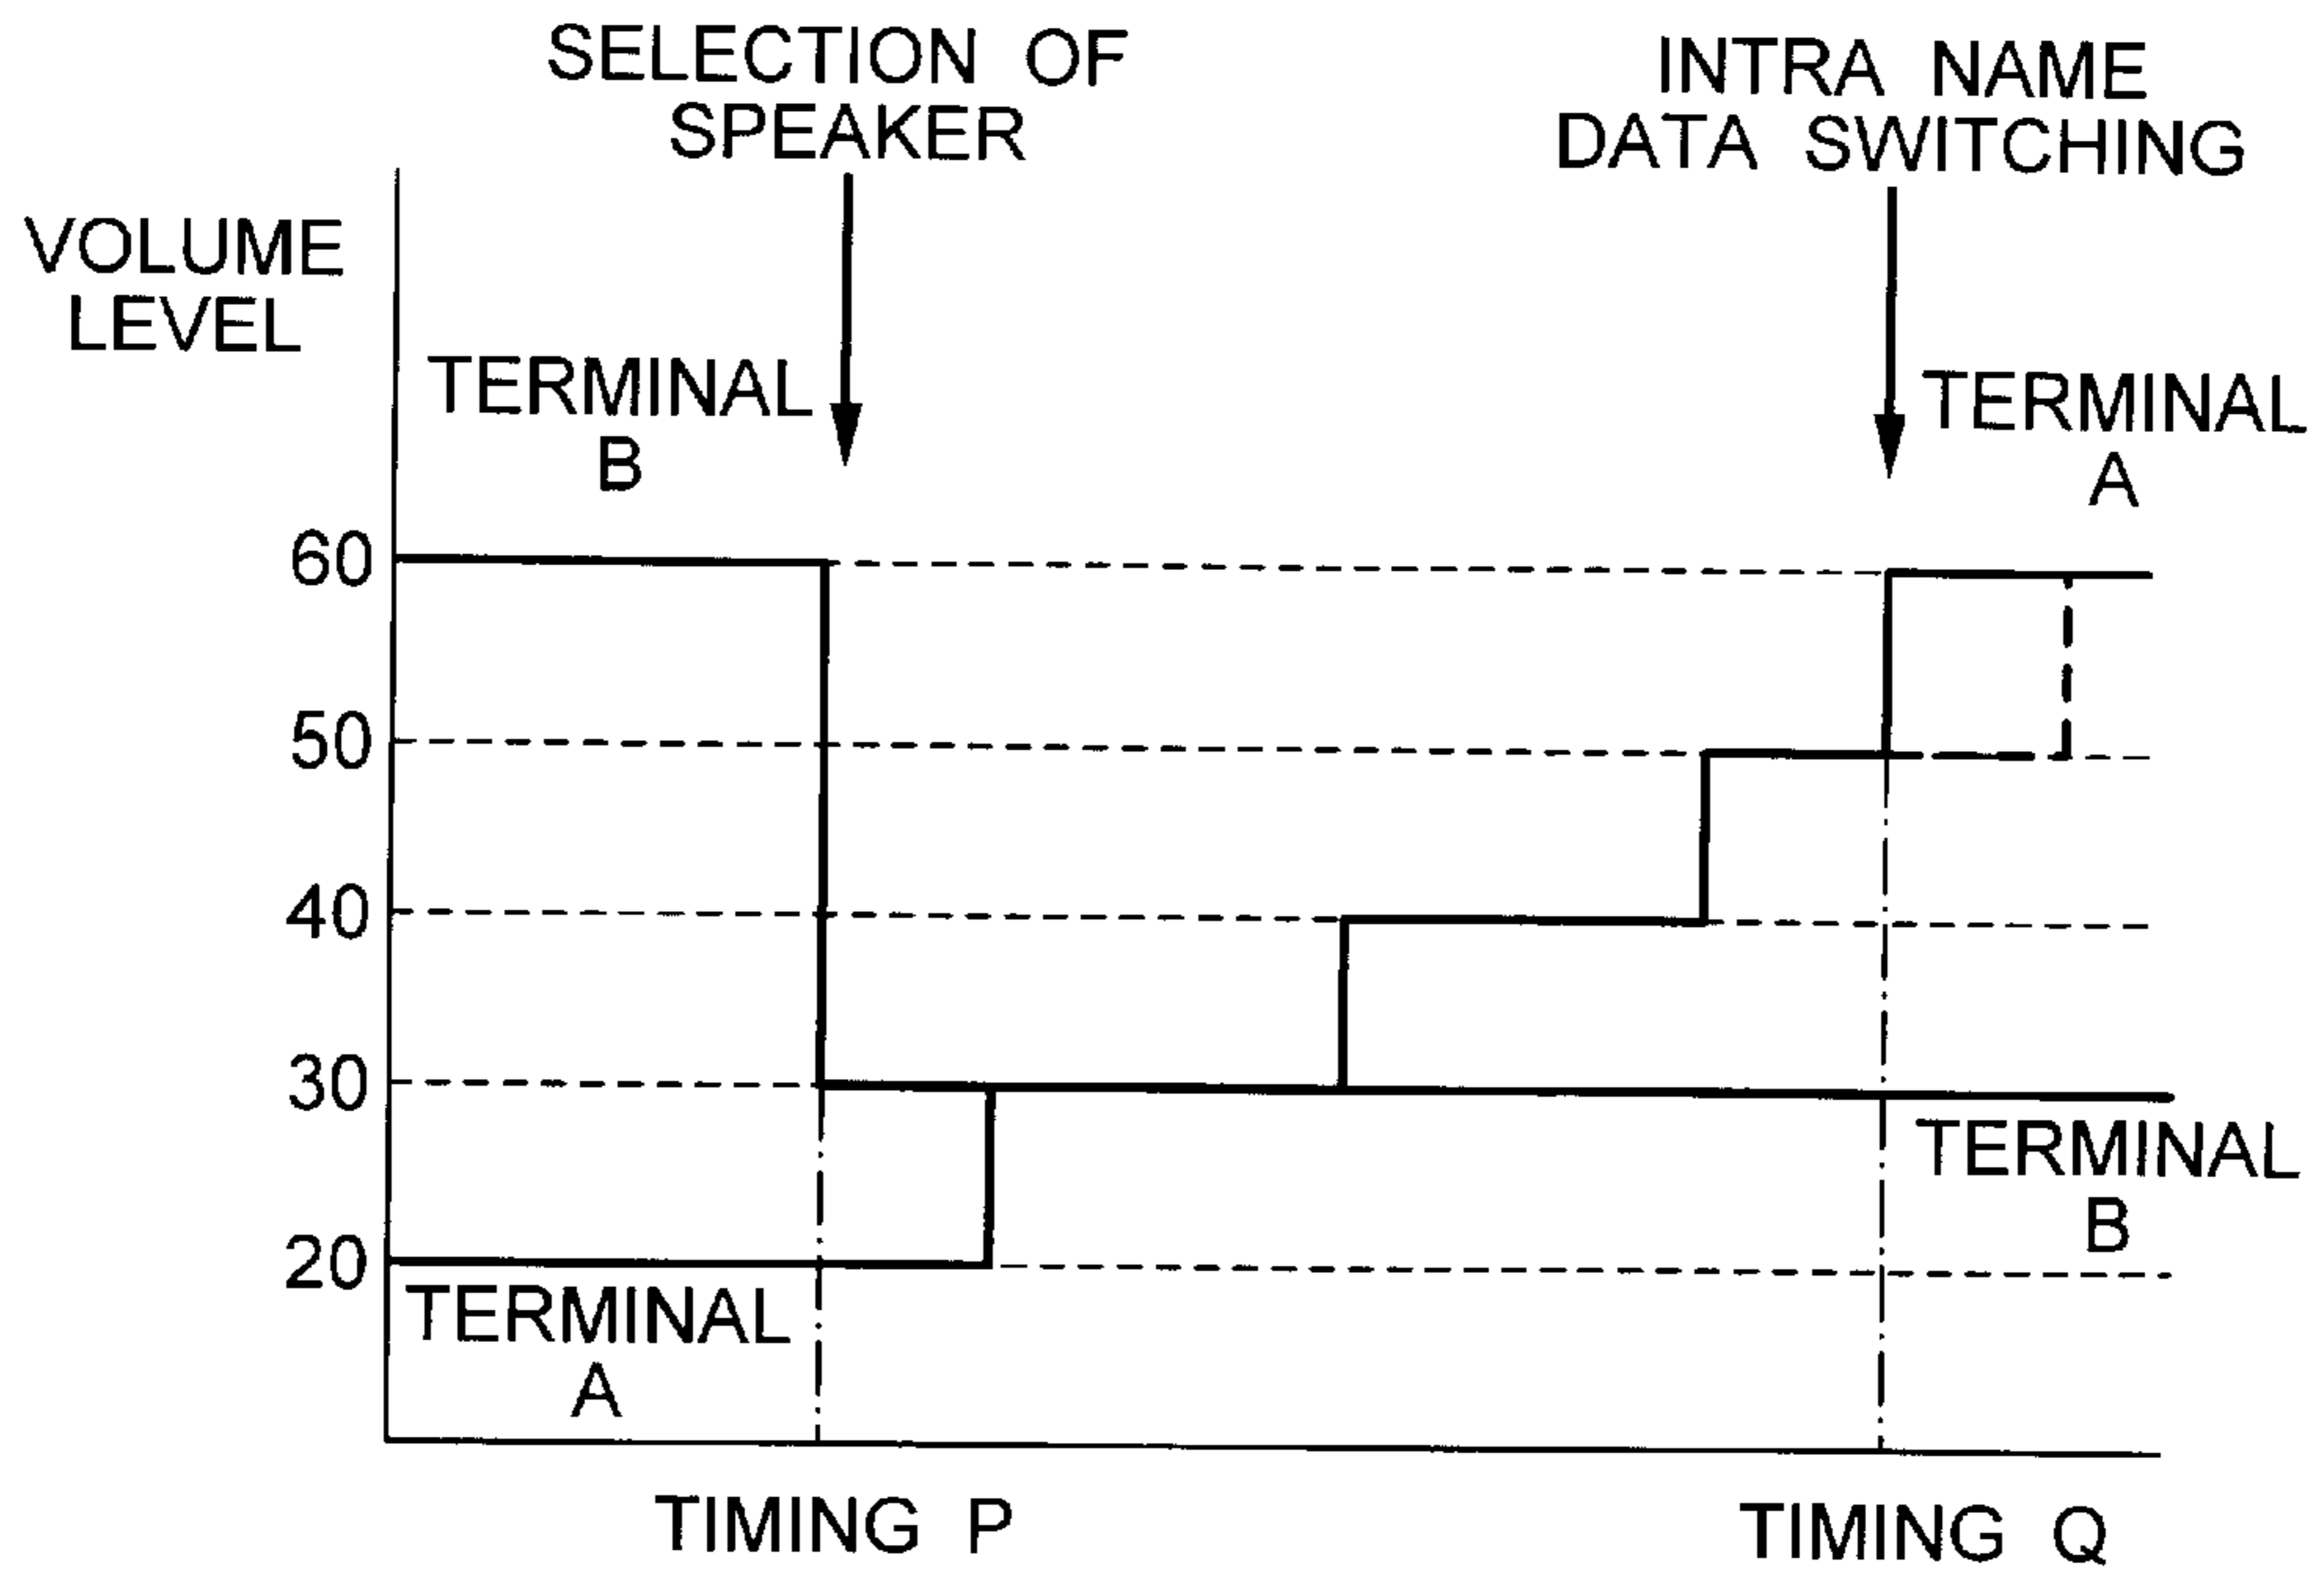 SELECTION OF
SPEAKER
INTRA NAME
DATA SWITCHING
VOLUME
LEVEL
TERMINAL
B
TERMINAL
A
60
50
40
30
20
TERMINAL
B
TERMINAL
A
TIMING P
TIMING Q